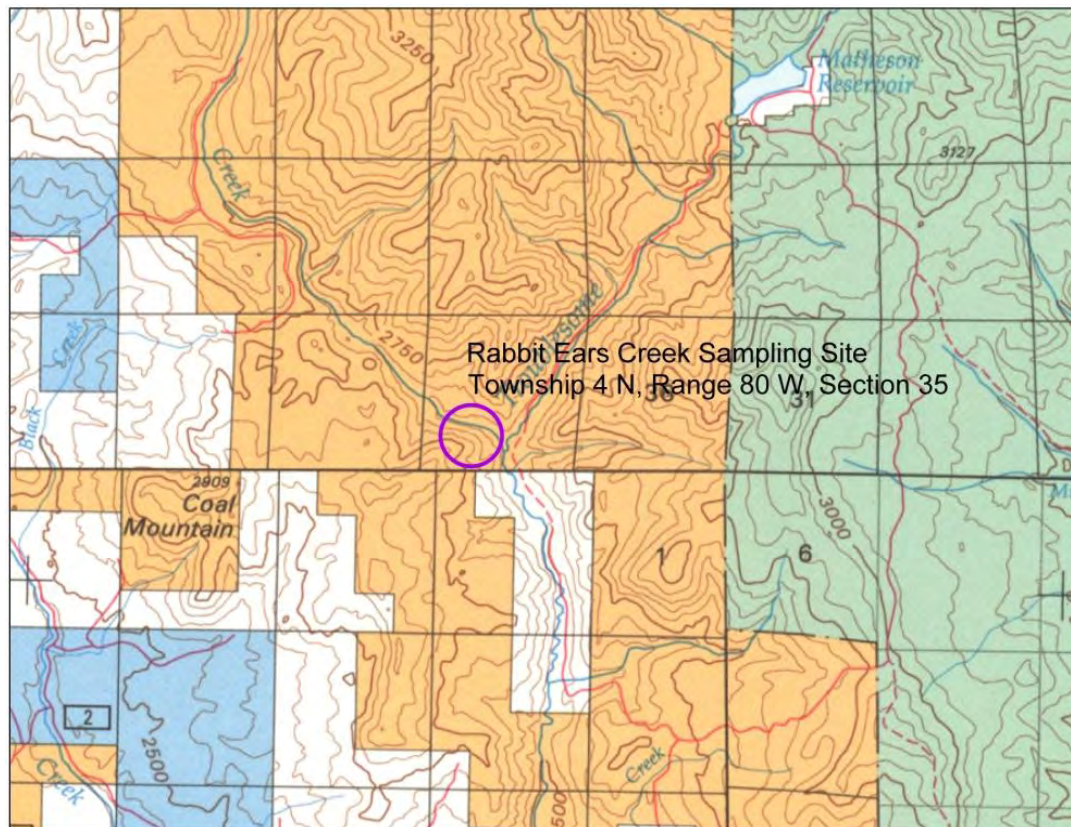 3250
Matheson
Reservoir
3127
Creek
Creek
2750
Troublesome
Rabbit Ears Creek Sampling Site
Township 4 N, Range 80 W, Section 35
36
31
Black
2909
Coal
Mountain
3000
1
6
2
2500
Creek
Creek